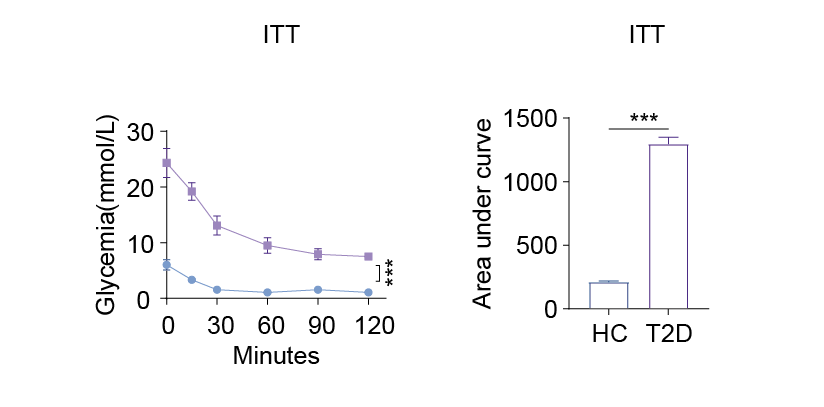 ITT
Glycemia(mmol/L)
30
20
10
0
0 30 60 90 120
Minutes
***
ITT
Area under curve
1500
1000
500
0
***
HC T2D